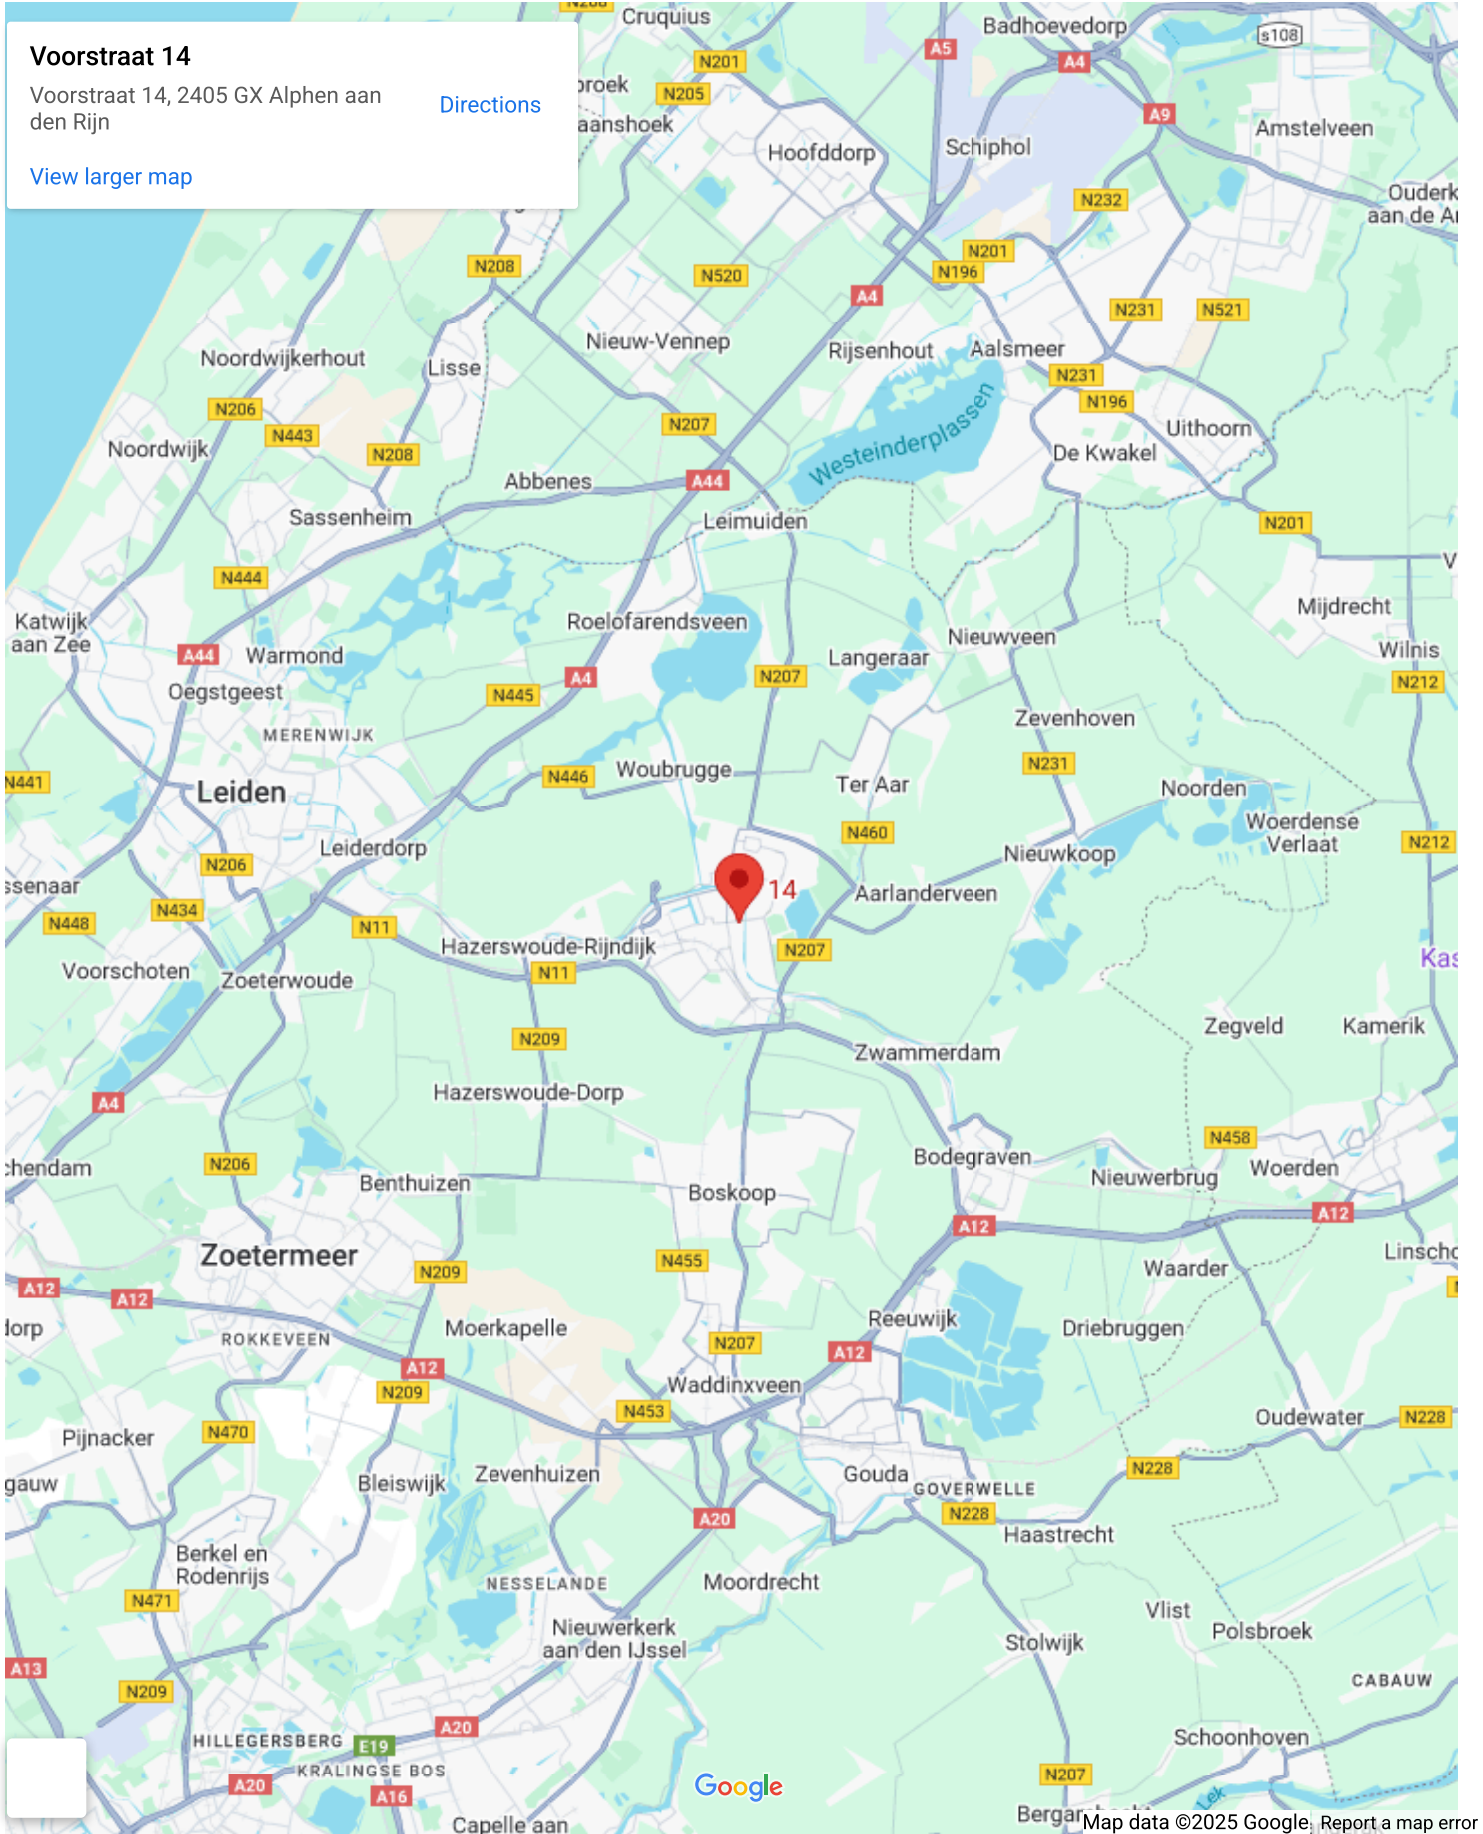 Voorstraat 14
Voorstraat 14, 2405 GX Alphen aan
den Rijn
Directions
View larger map
Cruquius
Badhoevedorp
s108
A5
A4
N201
N205
A9
Amstelveen
Hoofddorp
Schiphol
N232
N208
N520
N201
N196
A4
N231
N521
Nieuw-Vennep
Rijsenhout
Aalsmeer
Noordwijkerhout
Lisse
N231
N196
N206
N443
N207
Westeinderplassen
Uithoorn
Noordwijk
N208
De Kwakel
Abbenes
A44
Sassenheim
Leimuiden
N201
N444
Mijdrecht
Katwijk
aan Zee
Roelofarendsveen
Nieuwveen
A44
Warmond
Langeraar
Wilnis
Oegstgeest
N445
A4
N207
N212
Zevenhoven
MERENWIJK
N441
N446
Woubrugge
N231
Leiden
Ter Aar
Noorden
Woerdense
Verlaat
N460
N212
Leiderdorp
Nieuwkoop
N206
14
Aarlanderveen
N434
N448
N11
Hazerswoude-Rijndijk
N207
Voorschoten
Zoeterwoude
N11
Zegveld
Kamerik
N209
Zwammerdam
Hazerswoude-Dorp
A4
N458
N206
Bodegraven
Nieuwerbrug
Woerden
Benthuizen
Boskoop
A12
A12
Zoetermeer
N455
Waarder
N209
A12
A12
Reeuwijk
ROKKEVEEN
Moerkapelle
N207
Driebruggen
A12
A12
N209
Waddinxveen
N453
Oudewater
N228
Pijnacker
N470
N228
Bleiswijk
Zevenhuizen
Gouda
GOVERWELLE
N228
A20
Haastrecht
Berkel en
Rodenrijs
NESSELANDE
Moordrecht
N471
Vlist
Nieuwerkerk
aan den IJssel
Polsbroek
Stolwijk
A13
CABAUW
N209
A20
HILLEGERSBERG
E19
Schoonhoven
KRALINGSE BOS
A20
A16
N207
Google
Lek
Capelle aan
Map data ©2025 Google
Report a map error